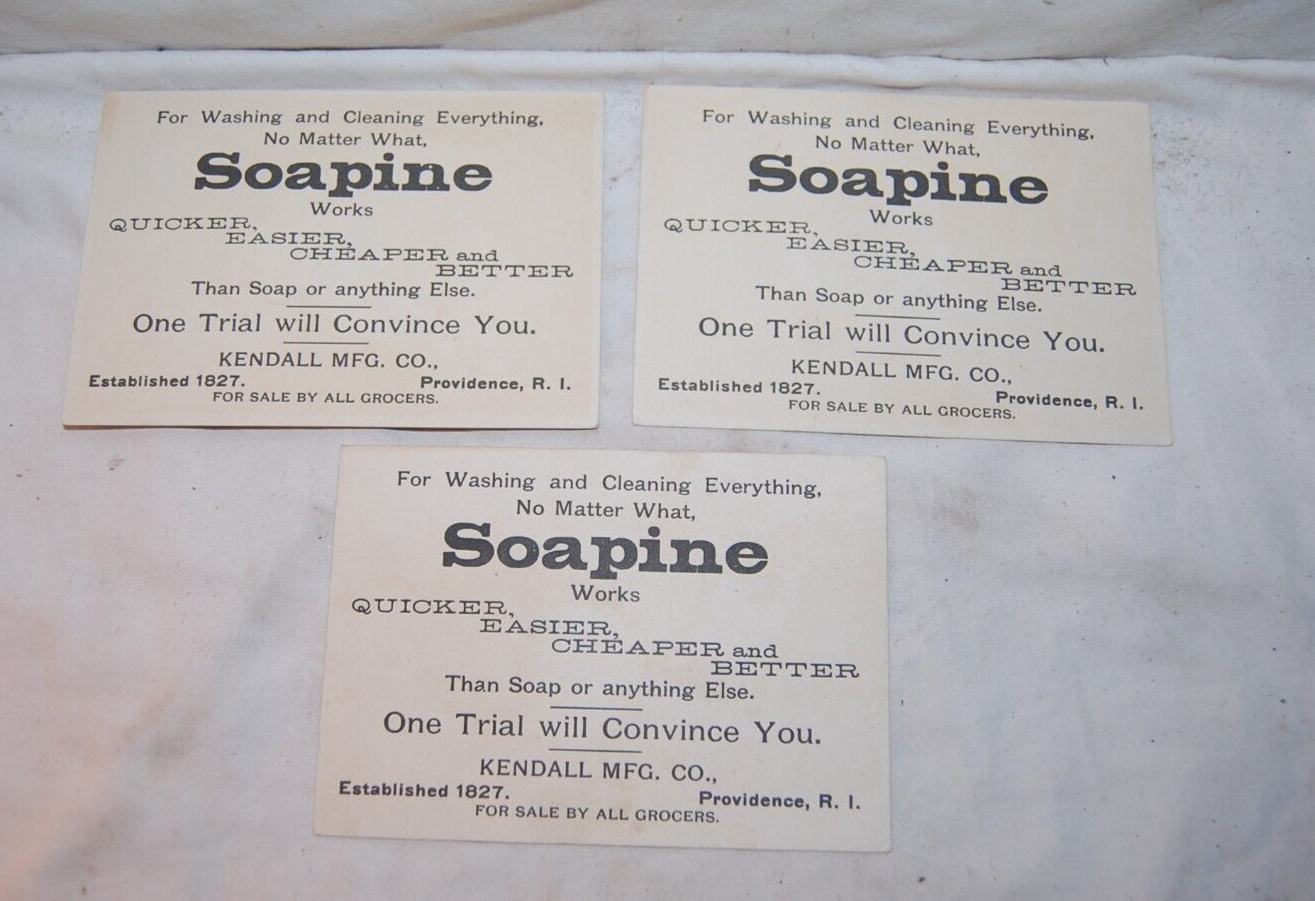 For Washing and Cleaning Everything,
No Matter What,
Soapine
Works
QUICKER,
EASIER,
CHEAPER and
BETTER
Than Soap or anything Else.
One Trial will Convince You.
KENDALL MFG. CO.,
Established 1827. Providence, R. I.
FOR SALE BY ALL GROCERS.
For Washing and Cleaning Everything,
No Matter What,
Soapine
Works
QUICKER,
EASIER,
CHEAPER and
BETTER
Than Soap or anything Else.
One Trial will Convince You.
KENDALL MFG. CO.,
Established 1827. Providence, R. I.
FOR SALE BY ALL GROCERS.
For Washing and Cleaning Everything,
No Matter What,
Soapine
Works
QUICKER,
EASIER,
CHEAPER and
BETTER
Than Soap or anything Else.
One Trial will Convince You.
KENDALL MFG. CO.,
Established 1827. Providence, R. I.
FOR SALE BY ALL GROCERS.